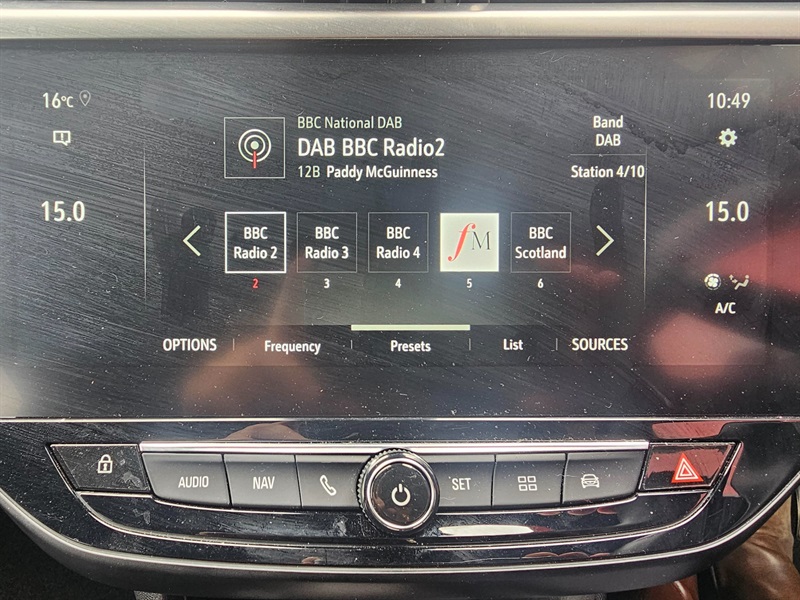 16°C
10:49
BBC National DAB
DAB BBC Radio2
12B Paddy McGuinness
Band
DAB
Station 4/10
15.0
15.0
BBC
Radio 2
BBC
Radio 3
BBC
Radio 4
fM
BBC
Scotland
2
3
4
5
6
A/C
OPTIONS
Frequency
Presets
List
SOURCES
AUDIO
NAV
SET